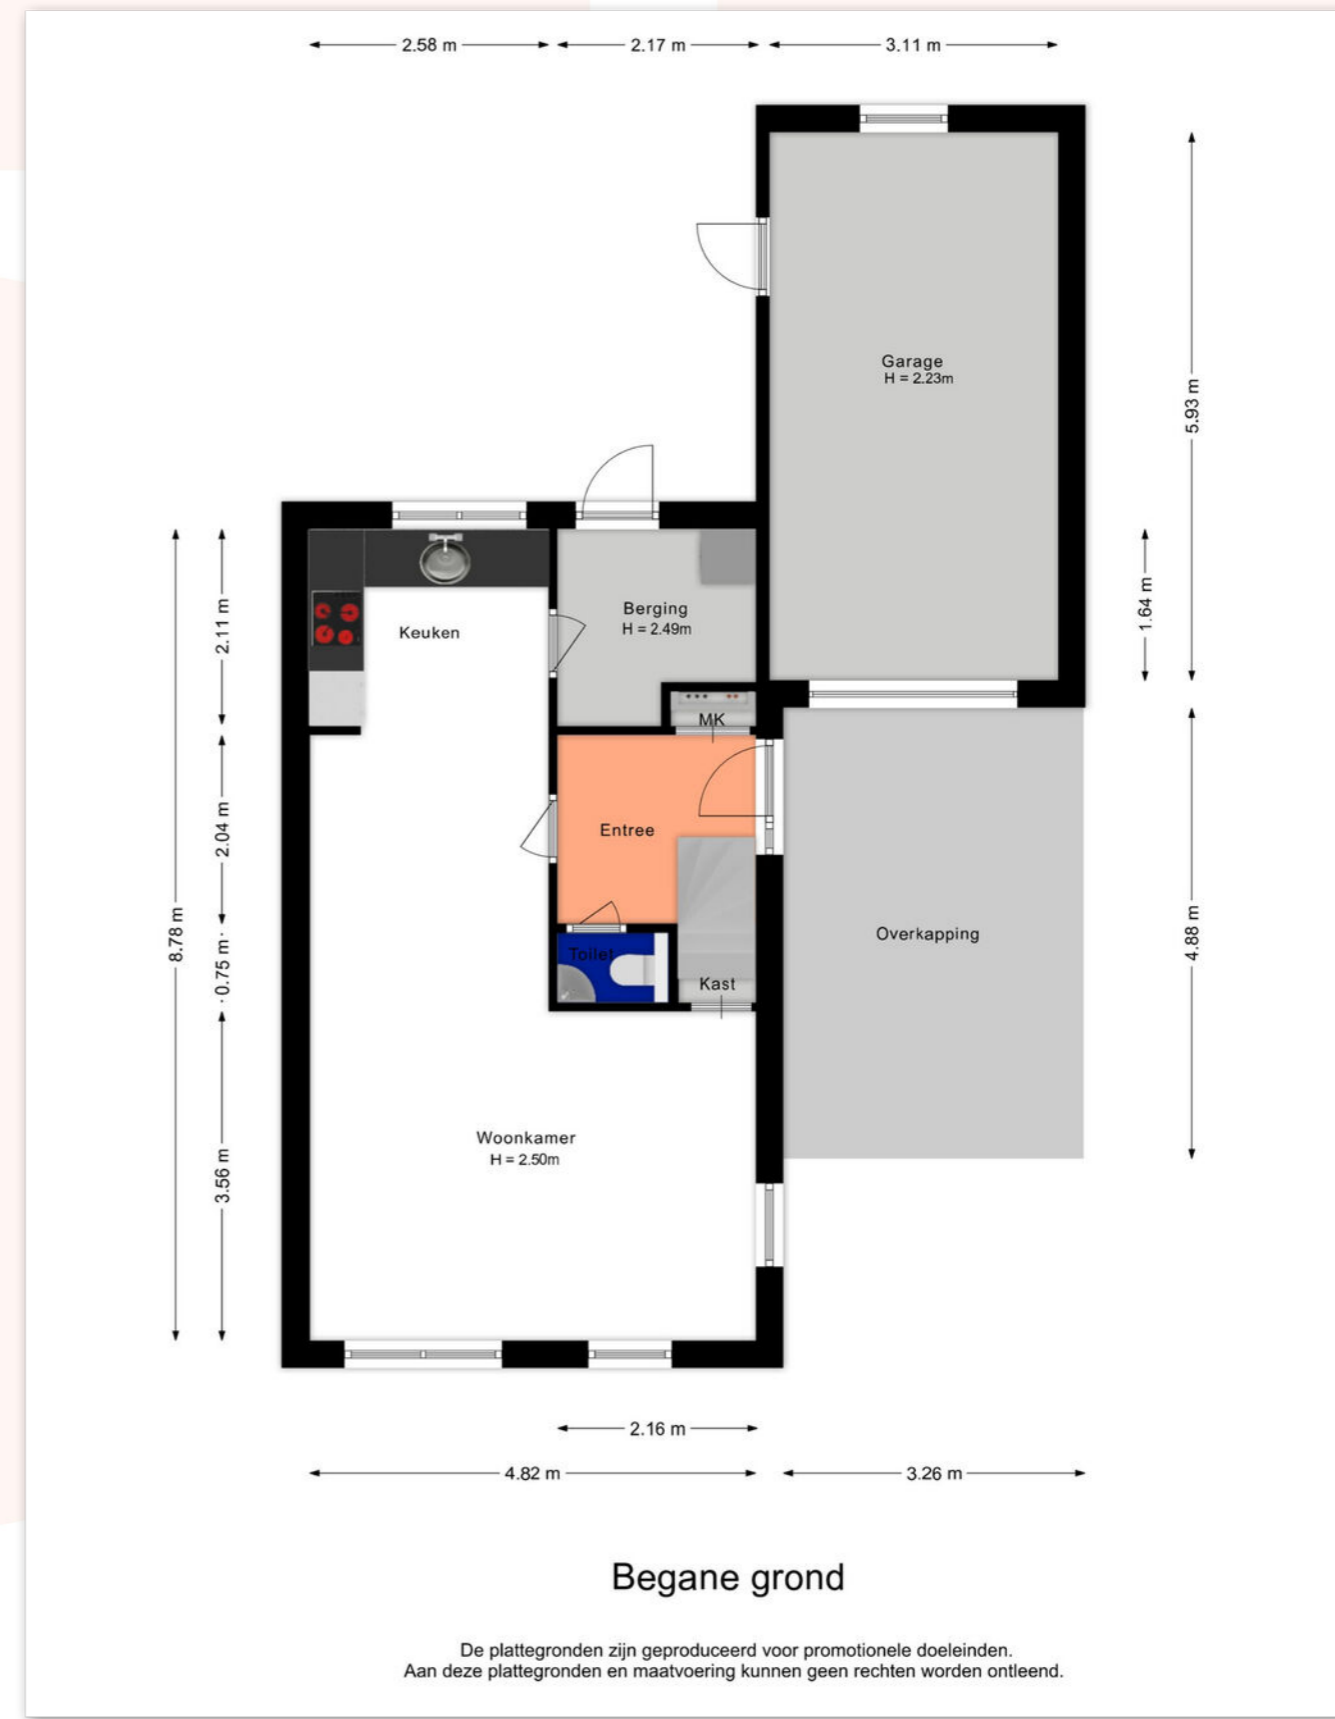 2.58 m
2.17 m
3.11 m
Garage
H = 2.23m
5.93 m
1.64 m
2.11 m
Keuken
Berging
H = 2.49m
MK
2.04 m
Entree
8.78 m
0.75 m
Toilet
Kast
Overkapping
4.88 m
3.56 m
Woonkamer
H = 2.50m
2.16 m
4.82 m
3.26 m
Begane grond
De plattegronden zijn geproduceerd voor promotionele doeleinden.
Aan deze plattegronden en maatvoering kunnen geen rechten worden ontleend.